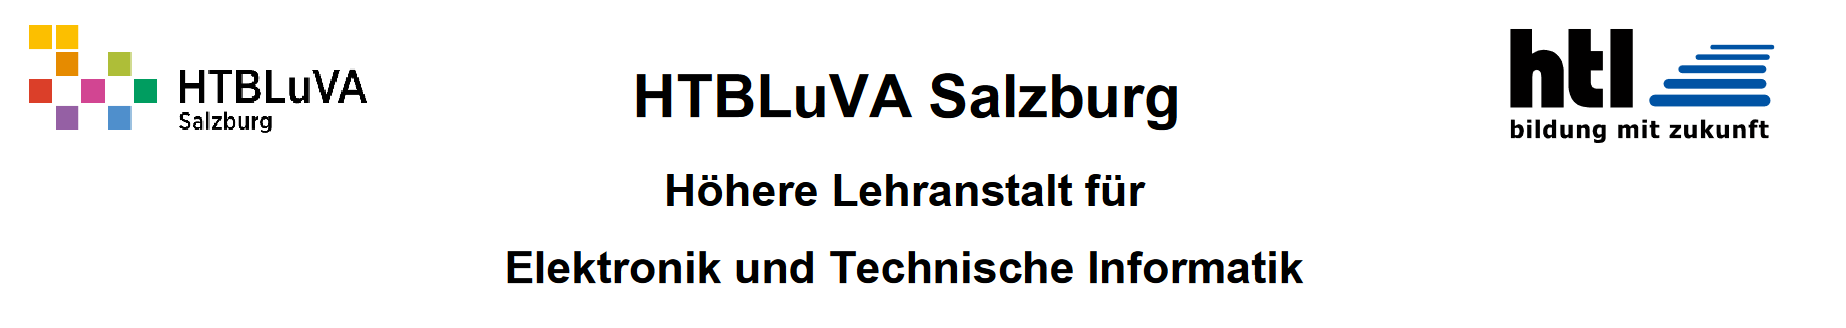 HTBLuVA
Salzburg
HTBLuVA Salzburg
Höhere Lehranstalt für
Elektronik und Technische Informatik
htl
bildung mit zukunft